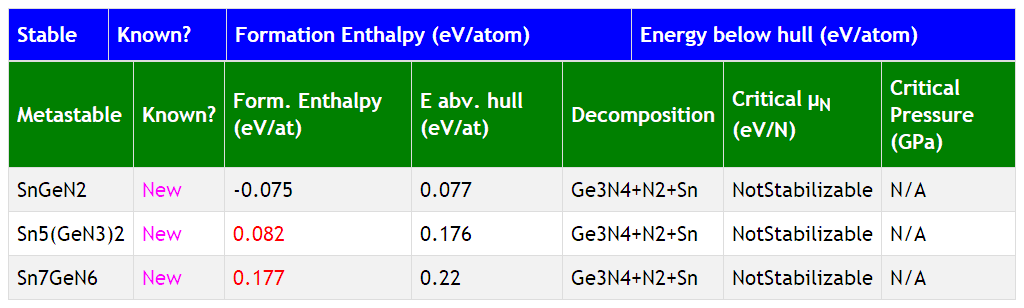 Stable Known? Formation Enthalpy (eV/atom) Energy below hull (eV/atom)
Metastable Known? Form. Enthalpy (eV/at) E abv. hull (eV/at) Decomposition Critical μN (eV/N) Critical Pressure (GPa)
SnGeN2 New -0.075 0.077 Ge3N4+N2+Sn NotStabilizable N/A
Sn5(GeN3)2 New 0.082 0.176 Ge3N4+N2+Sn NotStabilizable N/A
Sn7GeN6 New 0.177 0.22 Ge3N4+N2+Sn NotStabilizable N/A